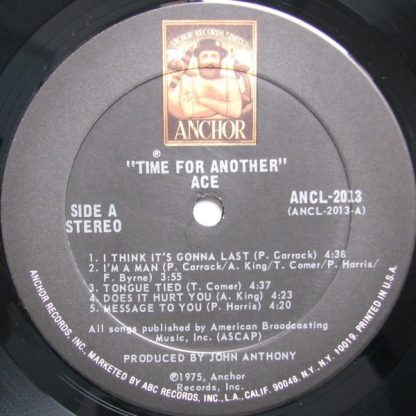 ANCHOR RECORDS LIMITED
ANCHOR
®
"TIME FOR ANOTHER"
ACE
SIDE A
STEREO
ANCL-2013
(ANCL-2013-A)
1. I THINK IT'S GONNA LAST (P. Carrack) 4:38
2. I'M A MAN (P. Carrack/A. King/T. Comer/P. Harris/
F. Byrne) 3:55
3. TONGUE TIED (T. Comer) 4:37
4. DOES IT HURT YOU (A. King) 4:23
5. MESSAGE TO YOU (P. Harris) 4:20
All songs published by American Broadcasting
Music, Inc. (ASCAP)
PRODUCED BY JOHN ANTHONY
℗1975, Anchor
Records, Inc.
ANCHOR RECORDS, INC. MARKETED BY ABC RECORDS, INC., L.A., CALIF. 90048. N.Y., N.Y. 10019. PRINTED IN U.S.A.